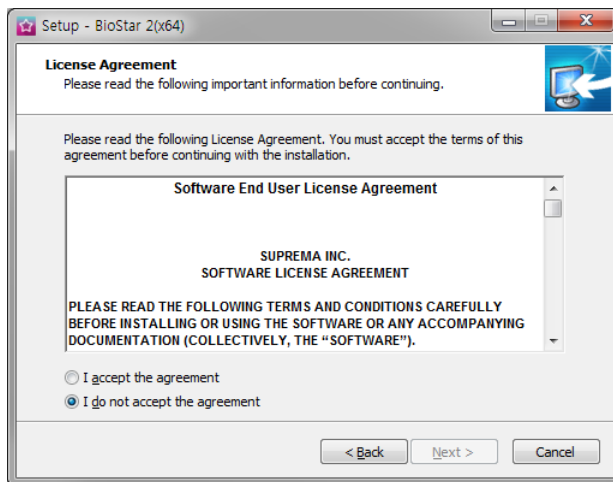 Setup - BioStar 2(x64)
License Agreement
Please read the following important information before continuing.
Please read the following License Agreement. You must accept the terms of this
agreement before continuing with the installation.
Software End User License Agreement
SUPREMA INC.
SOFTWARE LICENSE AGREEMENT
PLEASE READ THE FOLLOWING TERMS AND CONDITIONS CAREFULLY
BEFORE INSTALLING OR USING THE SOFTWARE OR ANY ACCOMPANYING
DOCUMENTATION (COLLECTIVELY, THE “SOFTWARE”).
I accept the agreement
I do not accept the agreement
< Back
Next >
Cancel